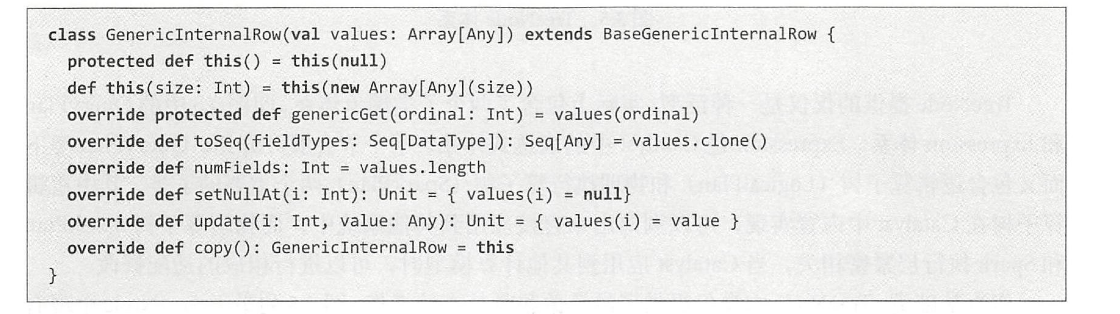 class GenericInternalRow(val values: Array[Any]) extends BaseGenericInternalRow {
  protected def this() = this(null)
  def this(size: Int) = this(new Array[Any](size))
  override protected def genericGet(ordinal: Int) = values(ordinal)
  override def toSeq(fieldTypes: Seq[DataType]): Seq[Any] = values.clone()
  override def numFields: Int = values.length
  override def setNullAt(i: Int): Unit = { values(i) = null}
  override def update(i: Int, value: Any): Unit = { values(i) = value }
  override def copy(): GenericInternalRow = this
}